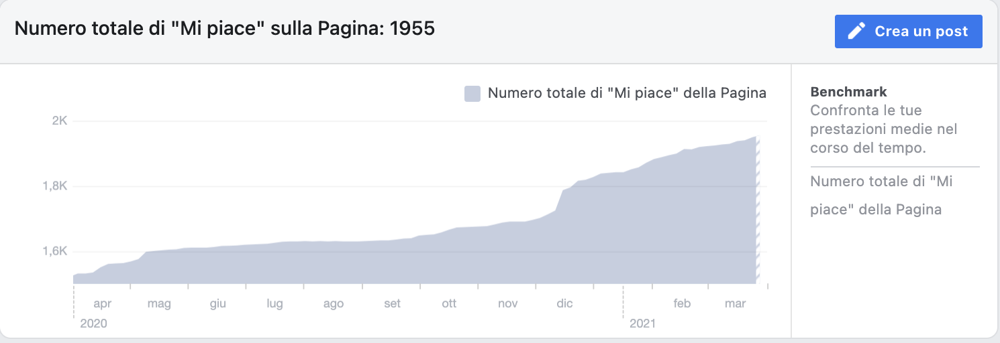 Numero totale di "Mi piace" sulla Pagina: 1955
Crea un post
Numero totale di "Mi piace" della Pagina
2K
1,8K
1,6K
apr mag giu lug ago set ott nov dic feb mar
2020 2021
Benchmark
Confronta le tue
prestazioni medie nel
corso del tempo.
Numero totale di "Mi
piace" della Pagina